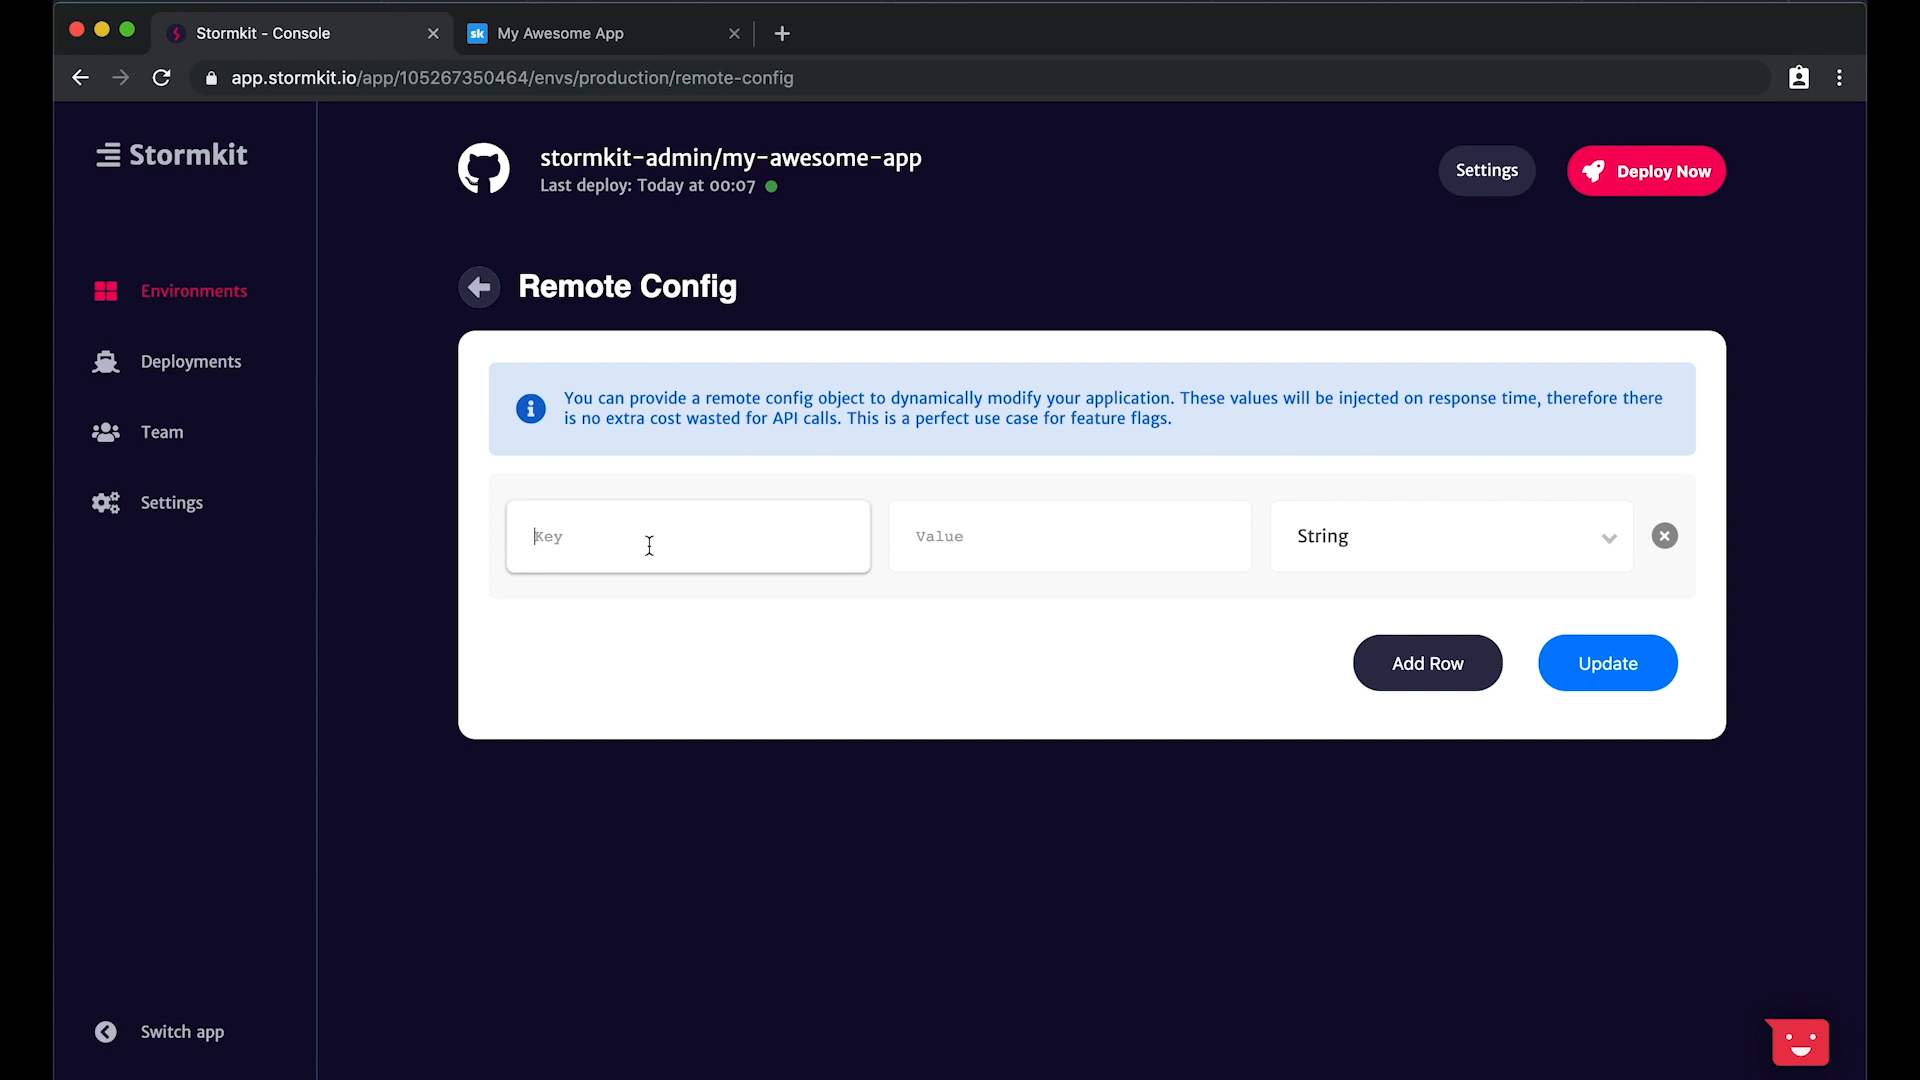 Stormkit - Console
sk My Awesome App
app.stormkit.io/app/105267350464/envs/production/remote-config
Stormkit
stormkit-admin/my-awesome-app
Last deploy: Today at 00:07
Settings
Deploy Now
Environments
Deployments
Team
Settings
Switch app
Remote Config
You can provide a remote config object to dynamically modify your application. These values will be injected on response time, therefore there
is no extra cost wasted for API calls. This is a perfect use case for feature flags.
Key
Value
String
Add Row
Update